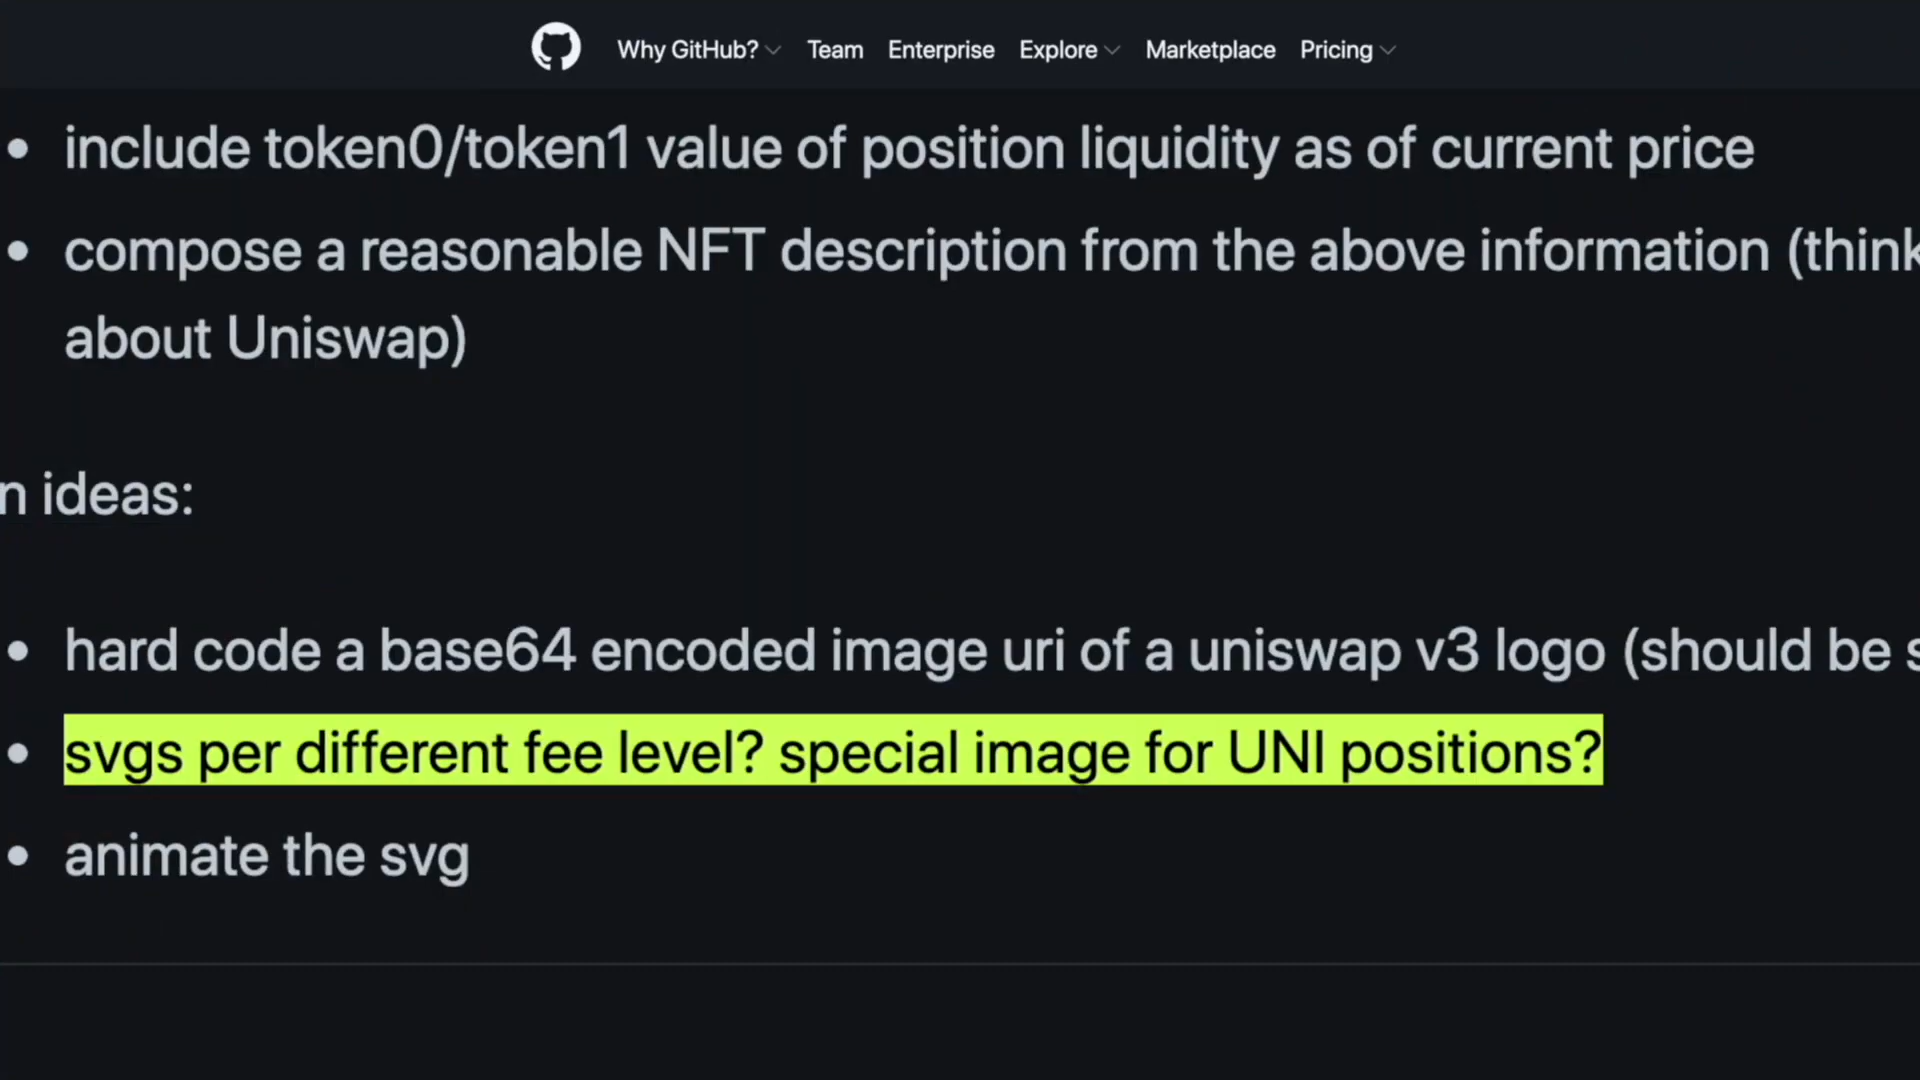 Why GitHub? Team Enterprise Explore Marketplace Pricing
• include token0/token1 value of position liquidity as of current price
• compose a reasonable NFT description from the above information (think
about Uniswap)
n ideas:
• hard code a base64 encoded image uri of a uniswap v3 logo (should be s
• svgs per different fee level? special image for UNI positions?
• animate the svg